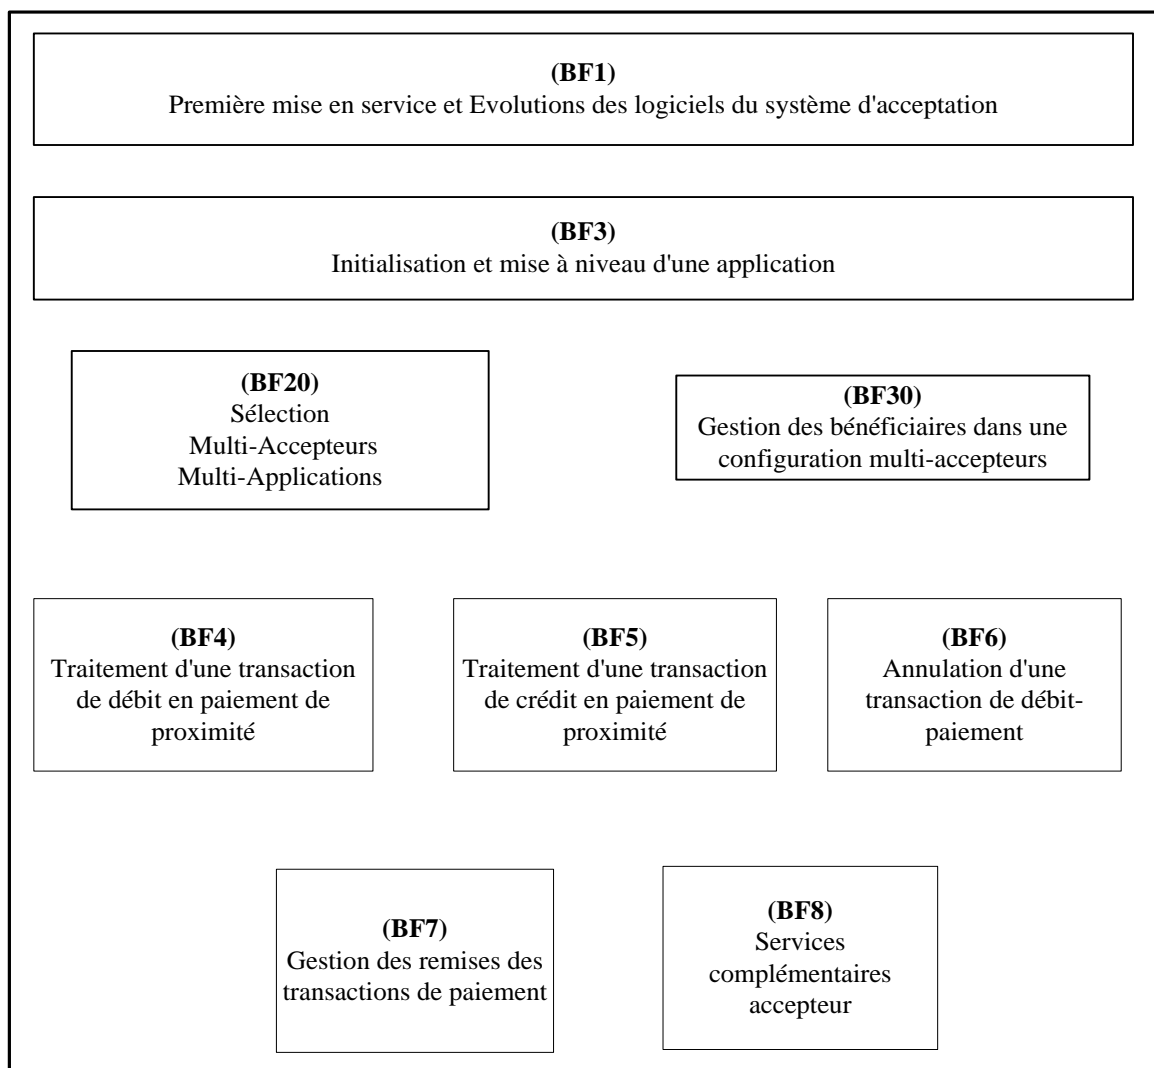 (BF1)
Première mise en service et Evolutions des logiciels du système d'acceptation
(BF3)
Initialisation et mise à niveau d'une application
(BF20)
Sélection
Multi-Accepteurs
Multi-Applications
(BF30)
Gestion des bénéficiaires dans une
configuration multi-accepteurs
(BF4)
Traitement d'une transaction
de débit en paiement de
proximité
(BF5)
Traitement d'une transaction
de crédit en paiement de
proximité
(BF6)
Annulation d'une
transaction de débit-
paiement
(BF7)
Gestion des remises des
transactions de paiement
(BF8)
Services
complémentaires
accepteur